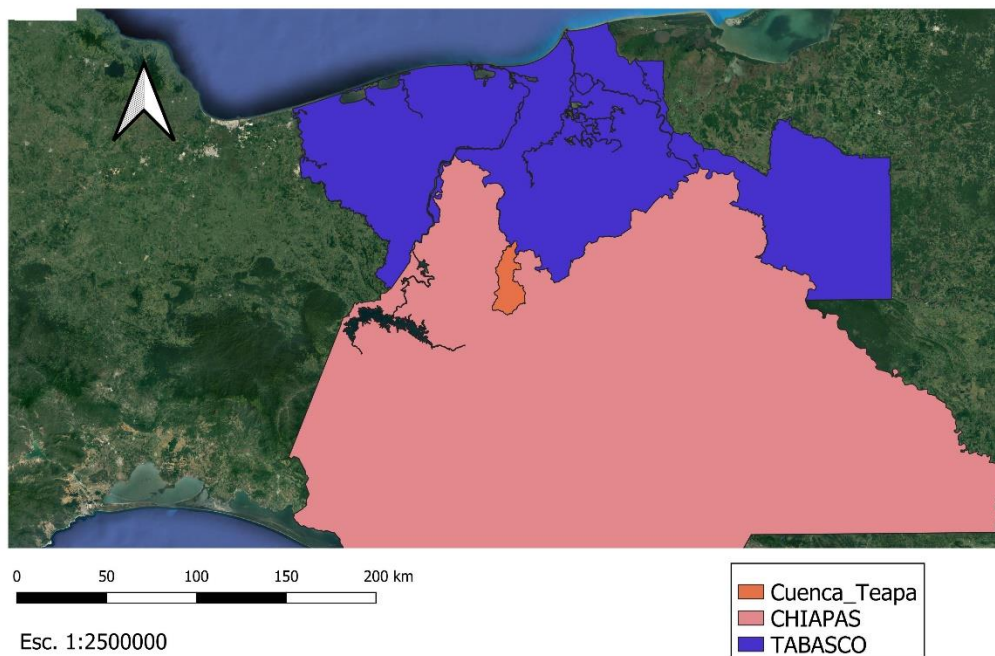 0 50 100 150 200 km
Esc. 1:2500000
Cuenca_Teapa
CHIAPAS
TABASCO